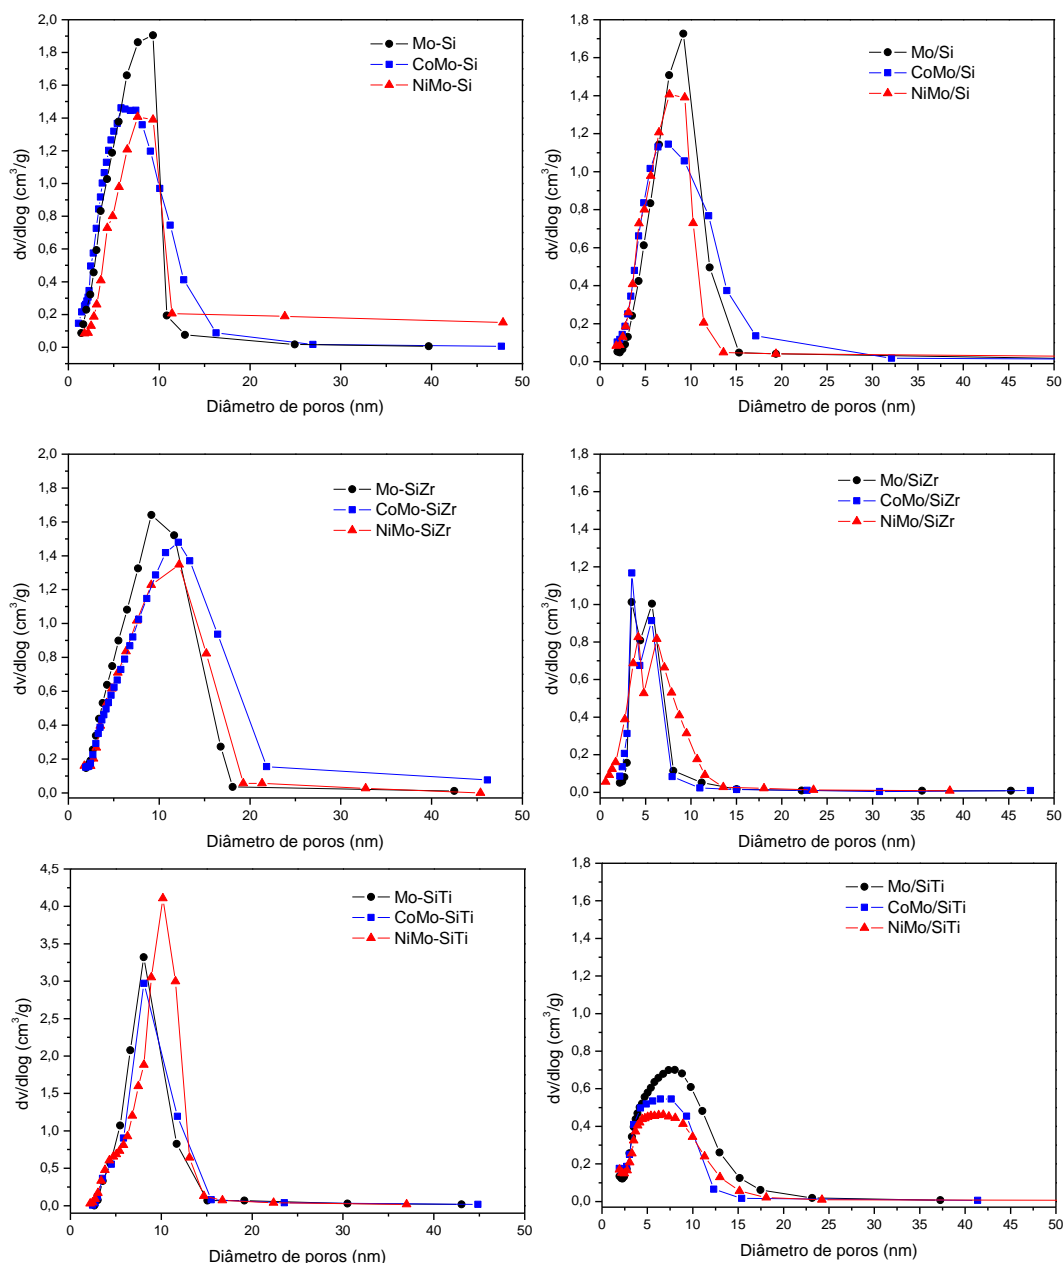 2,0
1,8
1,6
1,4
1,2
1,0
0,8
0,6
0,4
0,2
0,0
dv/dlog (cm³/g)
Mo-Si
CoMo-Si
NiMo-Si
0 10 20 30 40 50
Diâmetro de poros (nm)
1,8
1,6
1,4
1,2
1,0
0,8
0,6
0,4
0,2
0,0
dv/dlog (cm³/g)
Mo/Si
CoMo/Si
NiMo/Si
0 5 10 15 20 25 30 35 40 45 50
Diâmetro de poros (nm)
2,0
1,8
1,6
1,4
1,2
1,0
0,8
0,6
0,4
0,2
0,0
dv/dlog (cm³/g)
Mo-SiZr
CoMo-SiZr
NiMo-SiZr
0 10 20 30 40 50
Diâmetro de poros (nm)
1,8
1,6
1,4
1,2
1,0
0,8
0,6
0,4
0,2
0,0
dv/dlog (cm³/g)
Mo/SiZr
CoMo/SiZr
NiMo/SiZr
0 5 10 15 20 25 30 35 40 45 50
Diâmetro de poros (nm)
4,5
4,0
3,5
3,0
2,5
2,0
1,5
1,0
0,5
0,0
dv/dlog (cm³/g)
Mo-SiTi
CoMo-SiTi
NiMo-SiTi
0 10 20 30 40 50
Diâmetro de poros (nm)
1,8
1,6
1,4
1,2
1,0
0,8
0,6
0,4
0,2
0,0
dv/dlog (cm³/g)
Mo/SiTi
CoMo/SiTi
NiMo/SiTi
0 5 10 15 20 25 30 35 40 45 50
Diâmetro de poros (nm)